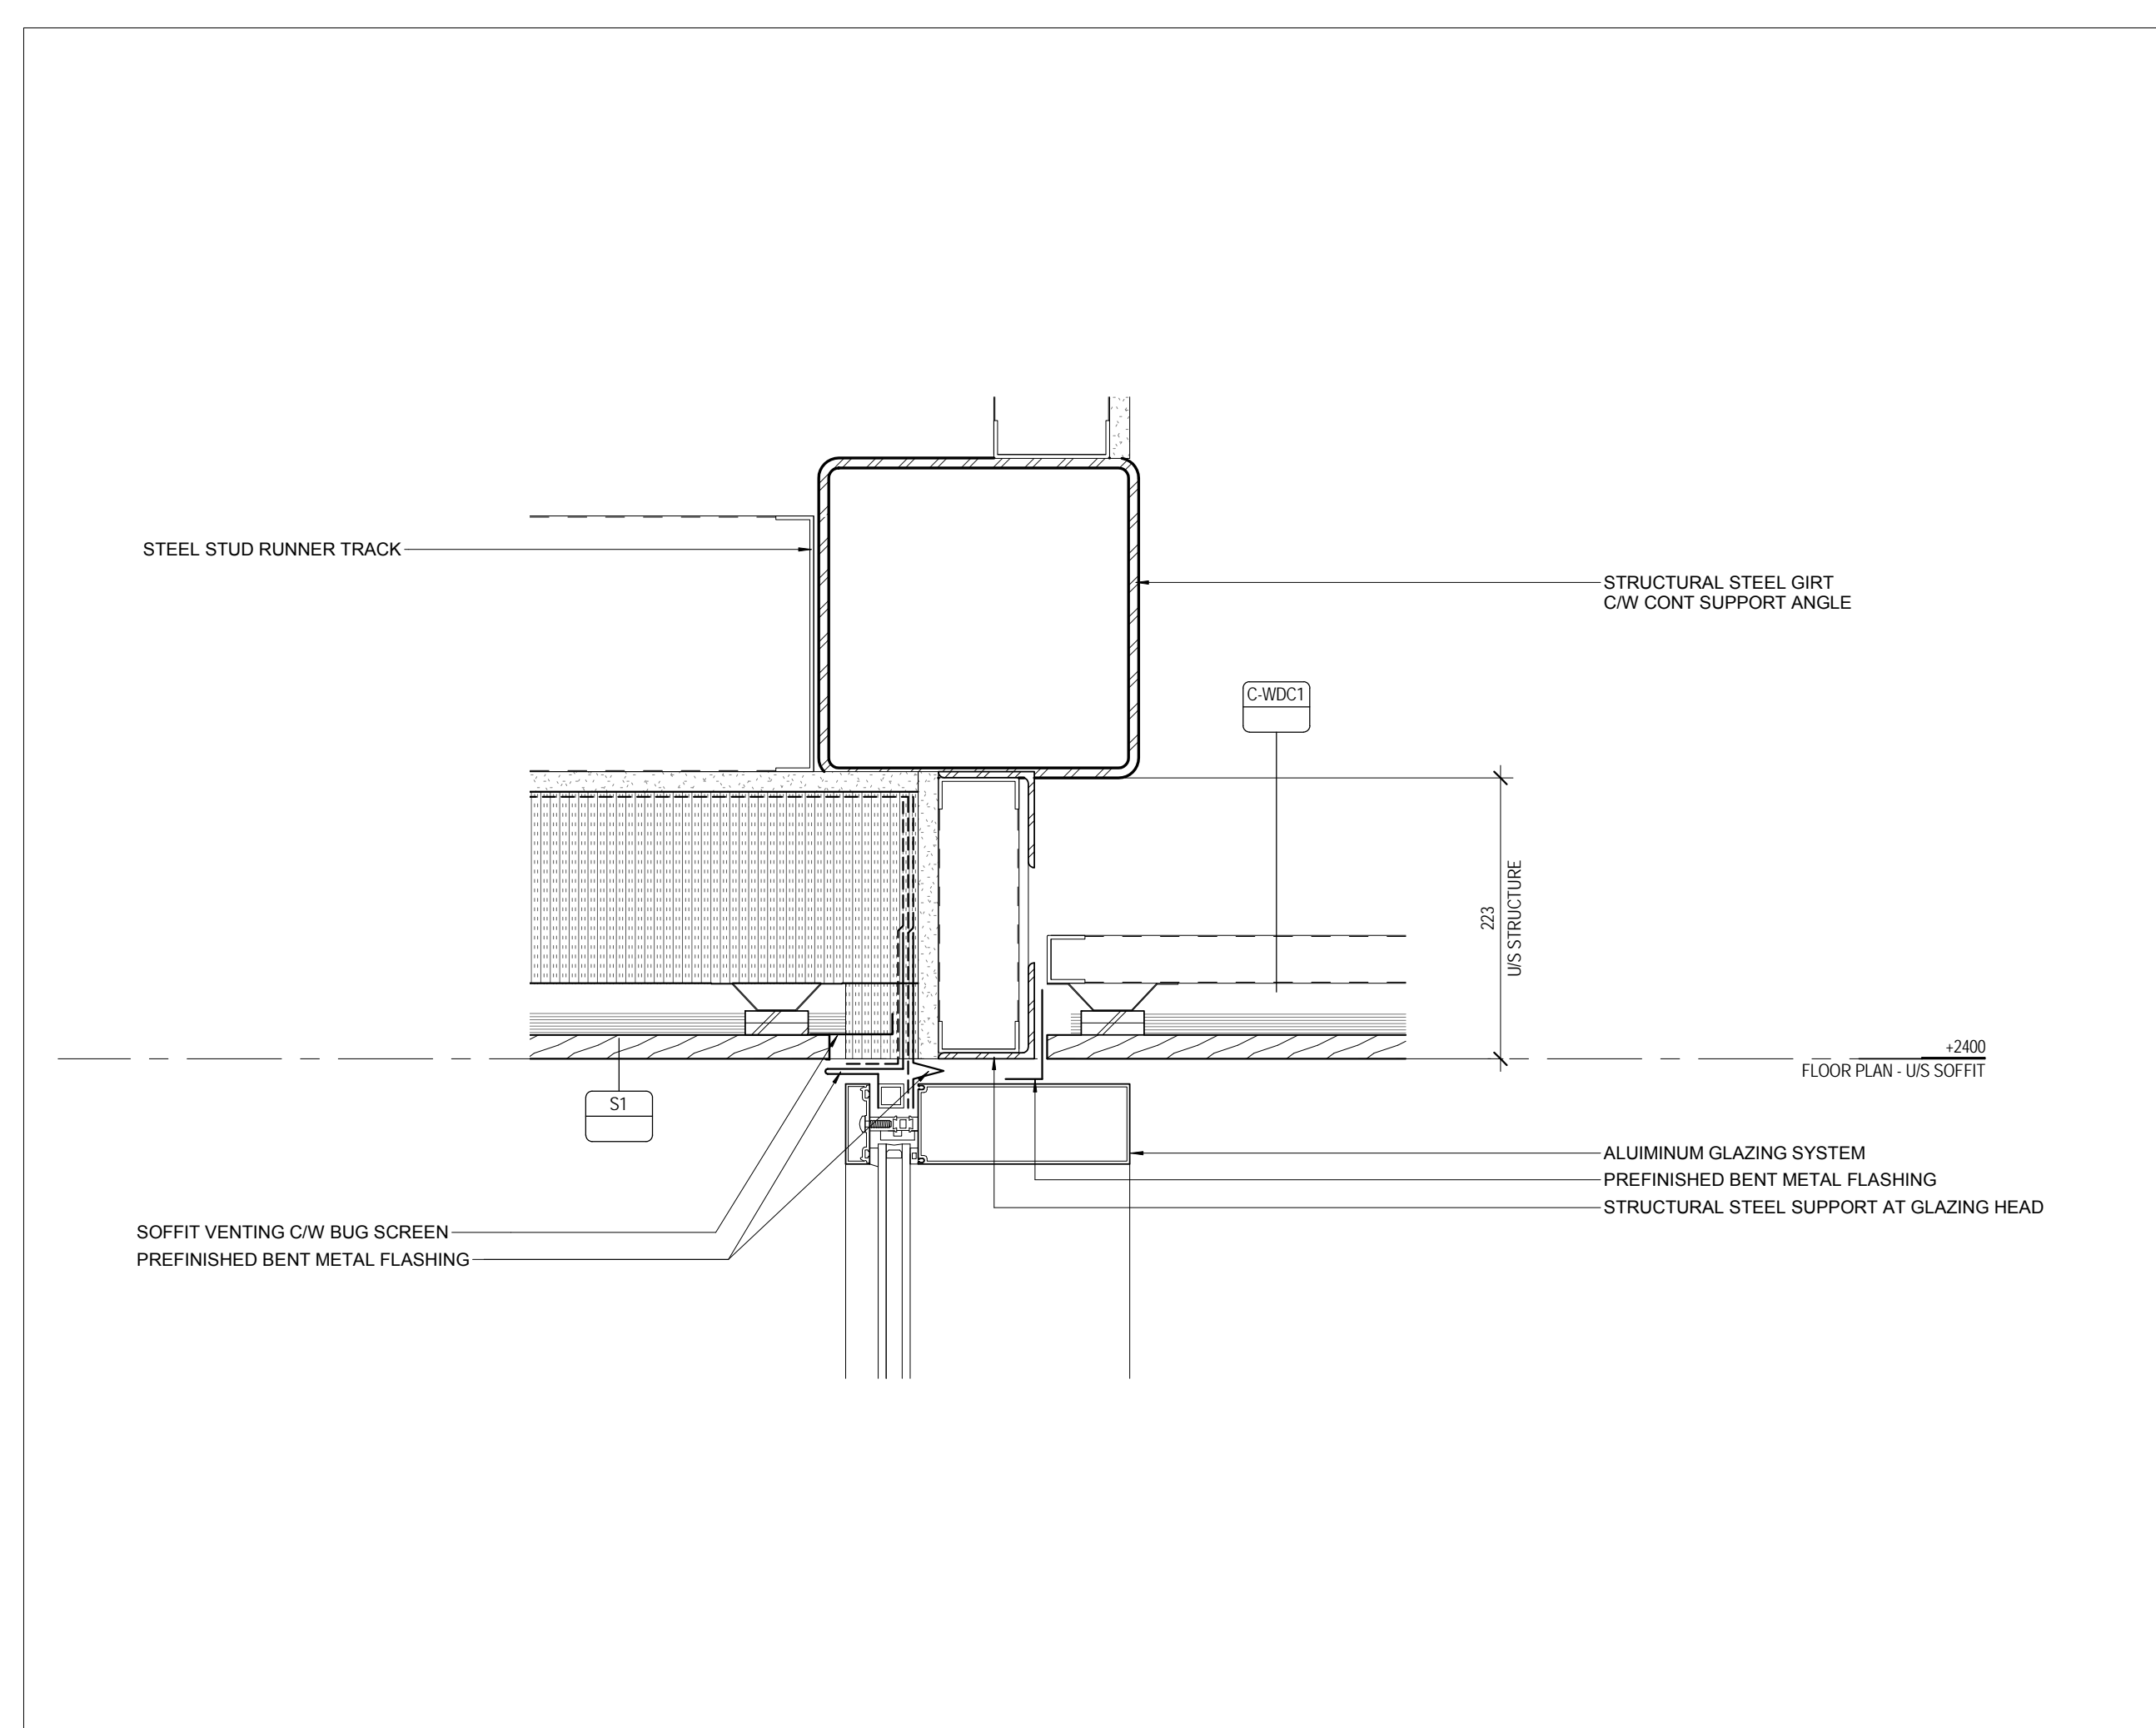 STEEL STUD RUNNER TRACK
STRUCTURAL STEEL GIRT
C/W CONT SUPPORT ANGLE
C-WDC1
223
U/S STRUCTURE
+2400
FLOOR PLAN - U/S SOFFIT
S1
ALUIMINUM GLAZING SYSTEM
PREFINISHED BENT METAL FLASHING
STRUCTURAL STEEL SUPPORT AT GLAZING HEAD
SOFFIT VENTING C/W BUG SCREEN
PREFINISHED BENT METAL FLASHING